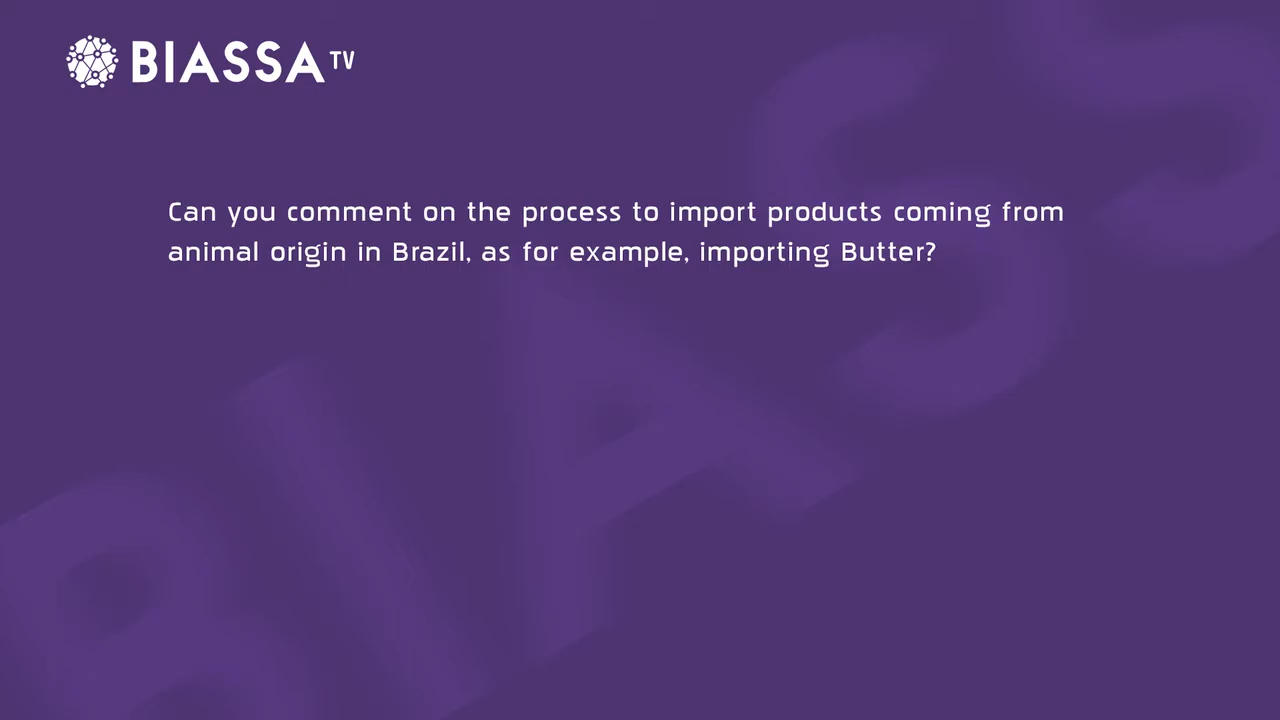 BIASSA TV
Can you comment on the process to import products coming from
animal origin in Brazil, as for example, importing Butter?
BIASS